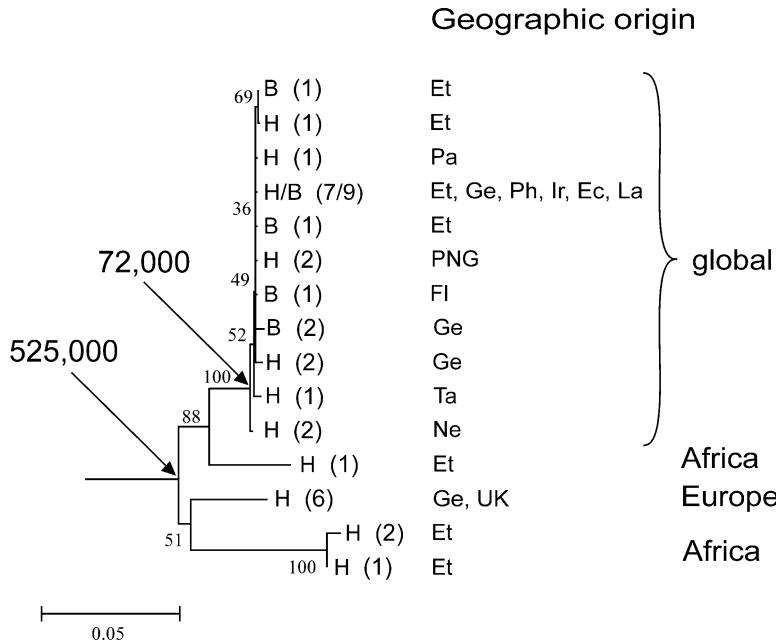 Geographic origin
69 B (1) Et
H (1) Et
H (1) Pa
H/B (7/9) Et, Ge, Ph, Ir, Ec, La
36
B (1) Et
72,000 H (2) PNG global
49
B (1) Fl
52 B (2) Ge
525,000
H (2) Ge
100
H (1) Ta
88
H (2) Ne
H (1) Et Africa
H (6) Ge, UK Europe
H (2) Et
51
Africa
100 H (1) Et
0.05